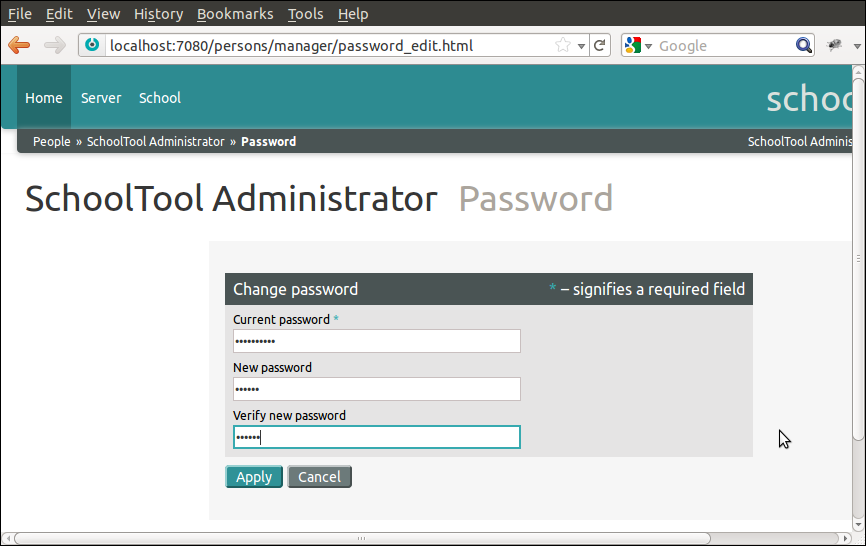 File Edit View History Bookmarks Tools Help
localhost:7080/persons/manager/password_edit.html Google
Home Server School schoo
People » SchoolTool Administrator » Password SchoolTool Adminis
SchoolTool Administrator Password
Change password * – signifies a required field
Current password *
••••••••••
New password
••••••
Verify new password
••••••
Apply Cancel